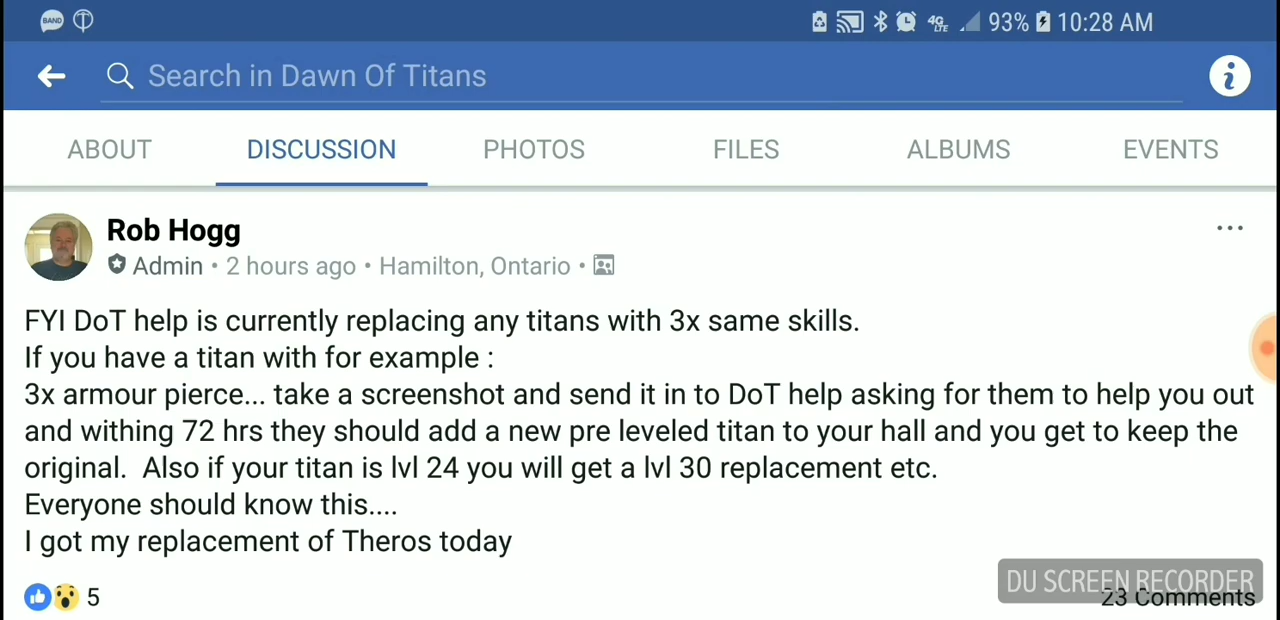 BAND
4G LTE 93% 10:28 AM
Search in Dawn Of Titans
ABOUT DISCUSSION PHOTOS FILES ALBUMS EVENTS
Rob Hogg
Admin • 2 hours ago • Hamilton, Ontario •
FYI DoT help is currently replacing any titans with 3x same skills.
If you have a titan with for example :
3x armour pierce... take a screenshot and send it in to DoT help asking for them to help you out
and withing 72 hrs they should add a new pre leveled titan to your hall and you get to keep the
original. Also if your titan is lvl 24 you will get a lvl 30 replacement etc.
Everyone should know this....
I got my replacement of Theros today
DU SCREEN RECORDER
5 23 Comments